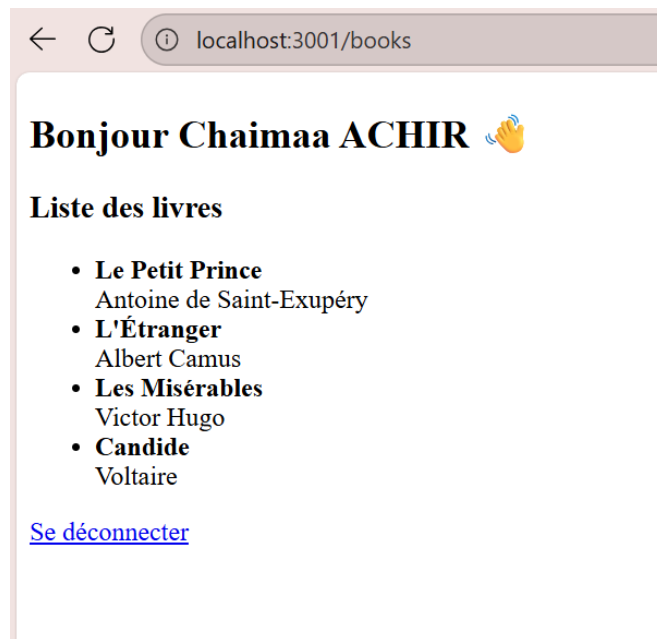 localhost:3001/books
Bonjour Chaimaa ACHIR 👋
Liste des livres
• Le Petit Prince
Antoine de Saint-Exupéry
• L'Étranger
Albert Camus
• Les Misérables
Victor Hugo
• Candide
Voltaire
Se déconnecter